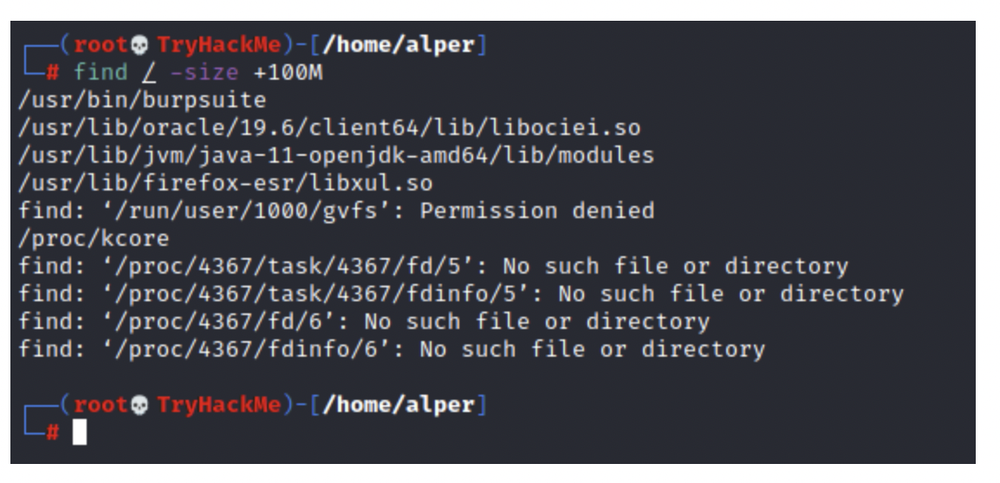 (root💀TryHackMe)-[/home/alper]
# find / -size +100M
/usr/bin/burpsuite
/usr/lib/oracle/19.6/client64/lib/libociei.so
/usr/lib/jvm/java-11-openjdk-amd64/lib/modules
/usr/lib/firefox-esr/libxul.so
find: ‘/run/user/1000/gvfs’: Permission denied
/proc/kcore
find: ‘/proc/4367/task/4367/fd/5’: No such file or directory
find: ‘/proc/4367/task/4367/fdinfo/5’: No such file or directory
find: ‘/proc/4367/fd/6’: No such file or directory
find: ‘/proc/4367/fdinfo/6’: No such file or directory
(root💀TryHackMe)-[/home/alper]
#